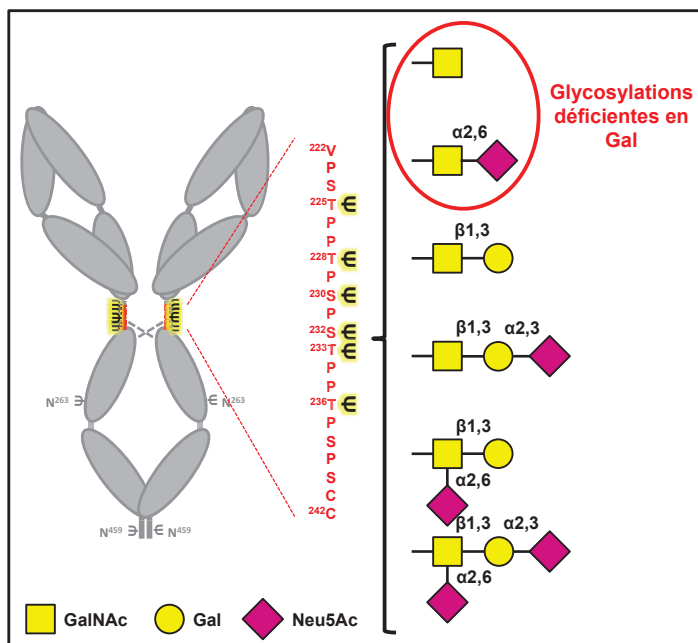 Glycosylations
déficientes en
Gal
α2,6
²²²V
P
S
²²⁵T
P
P
²²⁸T
P
²³⁰S
P
²³²S
²³³T
P
P
²³⁶T
P
S
P
S
C
²⁴²C
β1,3
β1,3 α2,3
β1,3
α2,6
β1,3 α2,3
α2,6
N²⁶³ N²⁶³
N⁴⁵⁹ N⁴⁵⁹
GalNAc Gal Neu5Ac